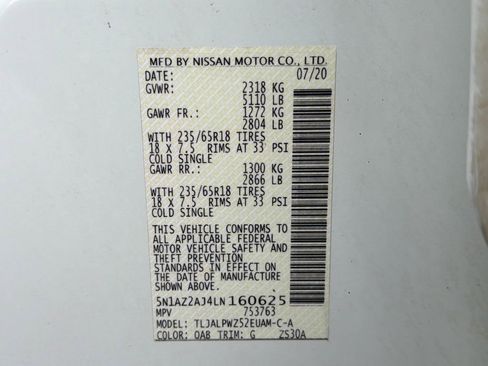 MFD BY NISSAN MOTOR CO., LTD.
DATE: 07/20
GVWR: 2318 KG
5110 LB
GAWR FR.: 1272 KG
2804 LB
WITH 235/65R18 TIRES
18 X 7.5 RIMS AT 33 PSI
COLD SINGLE
GAWR RR.: 1300 KG
2866 LB
WITH 235/65R18 TIRES
18 X 7.5 RIMS AT 33 PSI
COLD SINGLE
THIS VEHICLE CONFORMS TO
ALL APPLICABLE FEDERAL
MOTOR VEHICLE SAFETY AND
THEFT PREVENTION
STANDARDS IN EFFECT ON
THE DATE OF MANUFACTURE
SHOWN ABOVE.
5N1AZ2AJ4LN160625
MPV 753763
MODEL: TLJALPWZ52EUAM-C-A
COLOR: QAB TRIM: G ZS30A